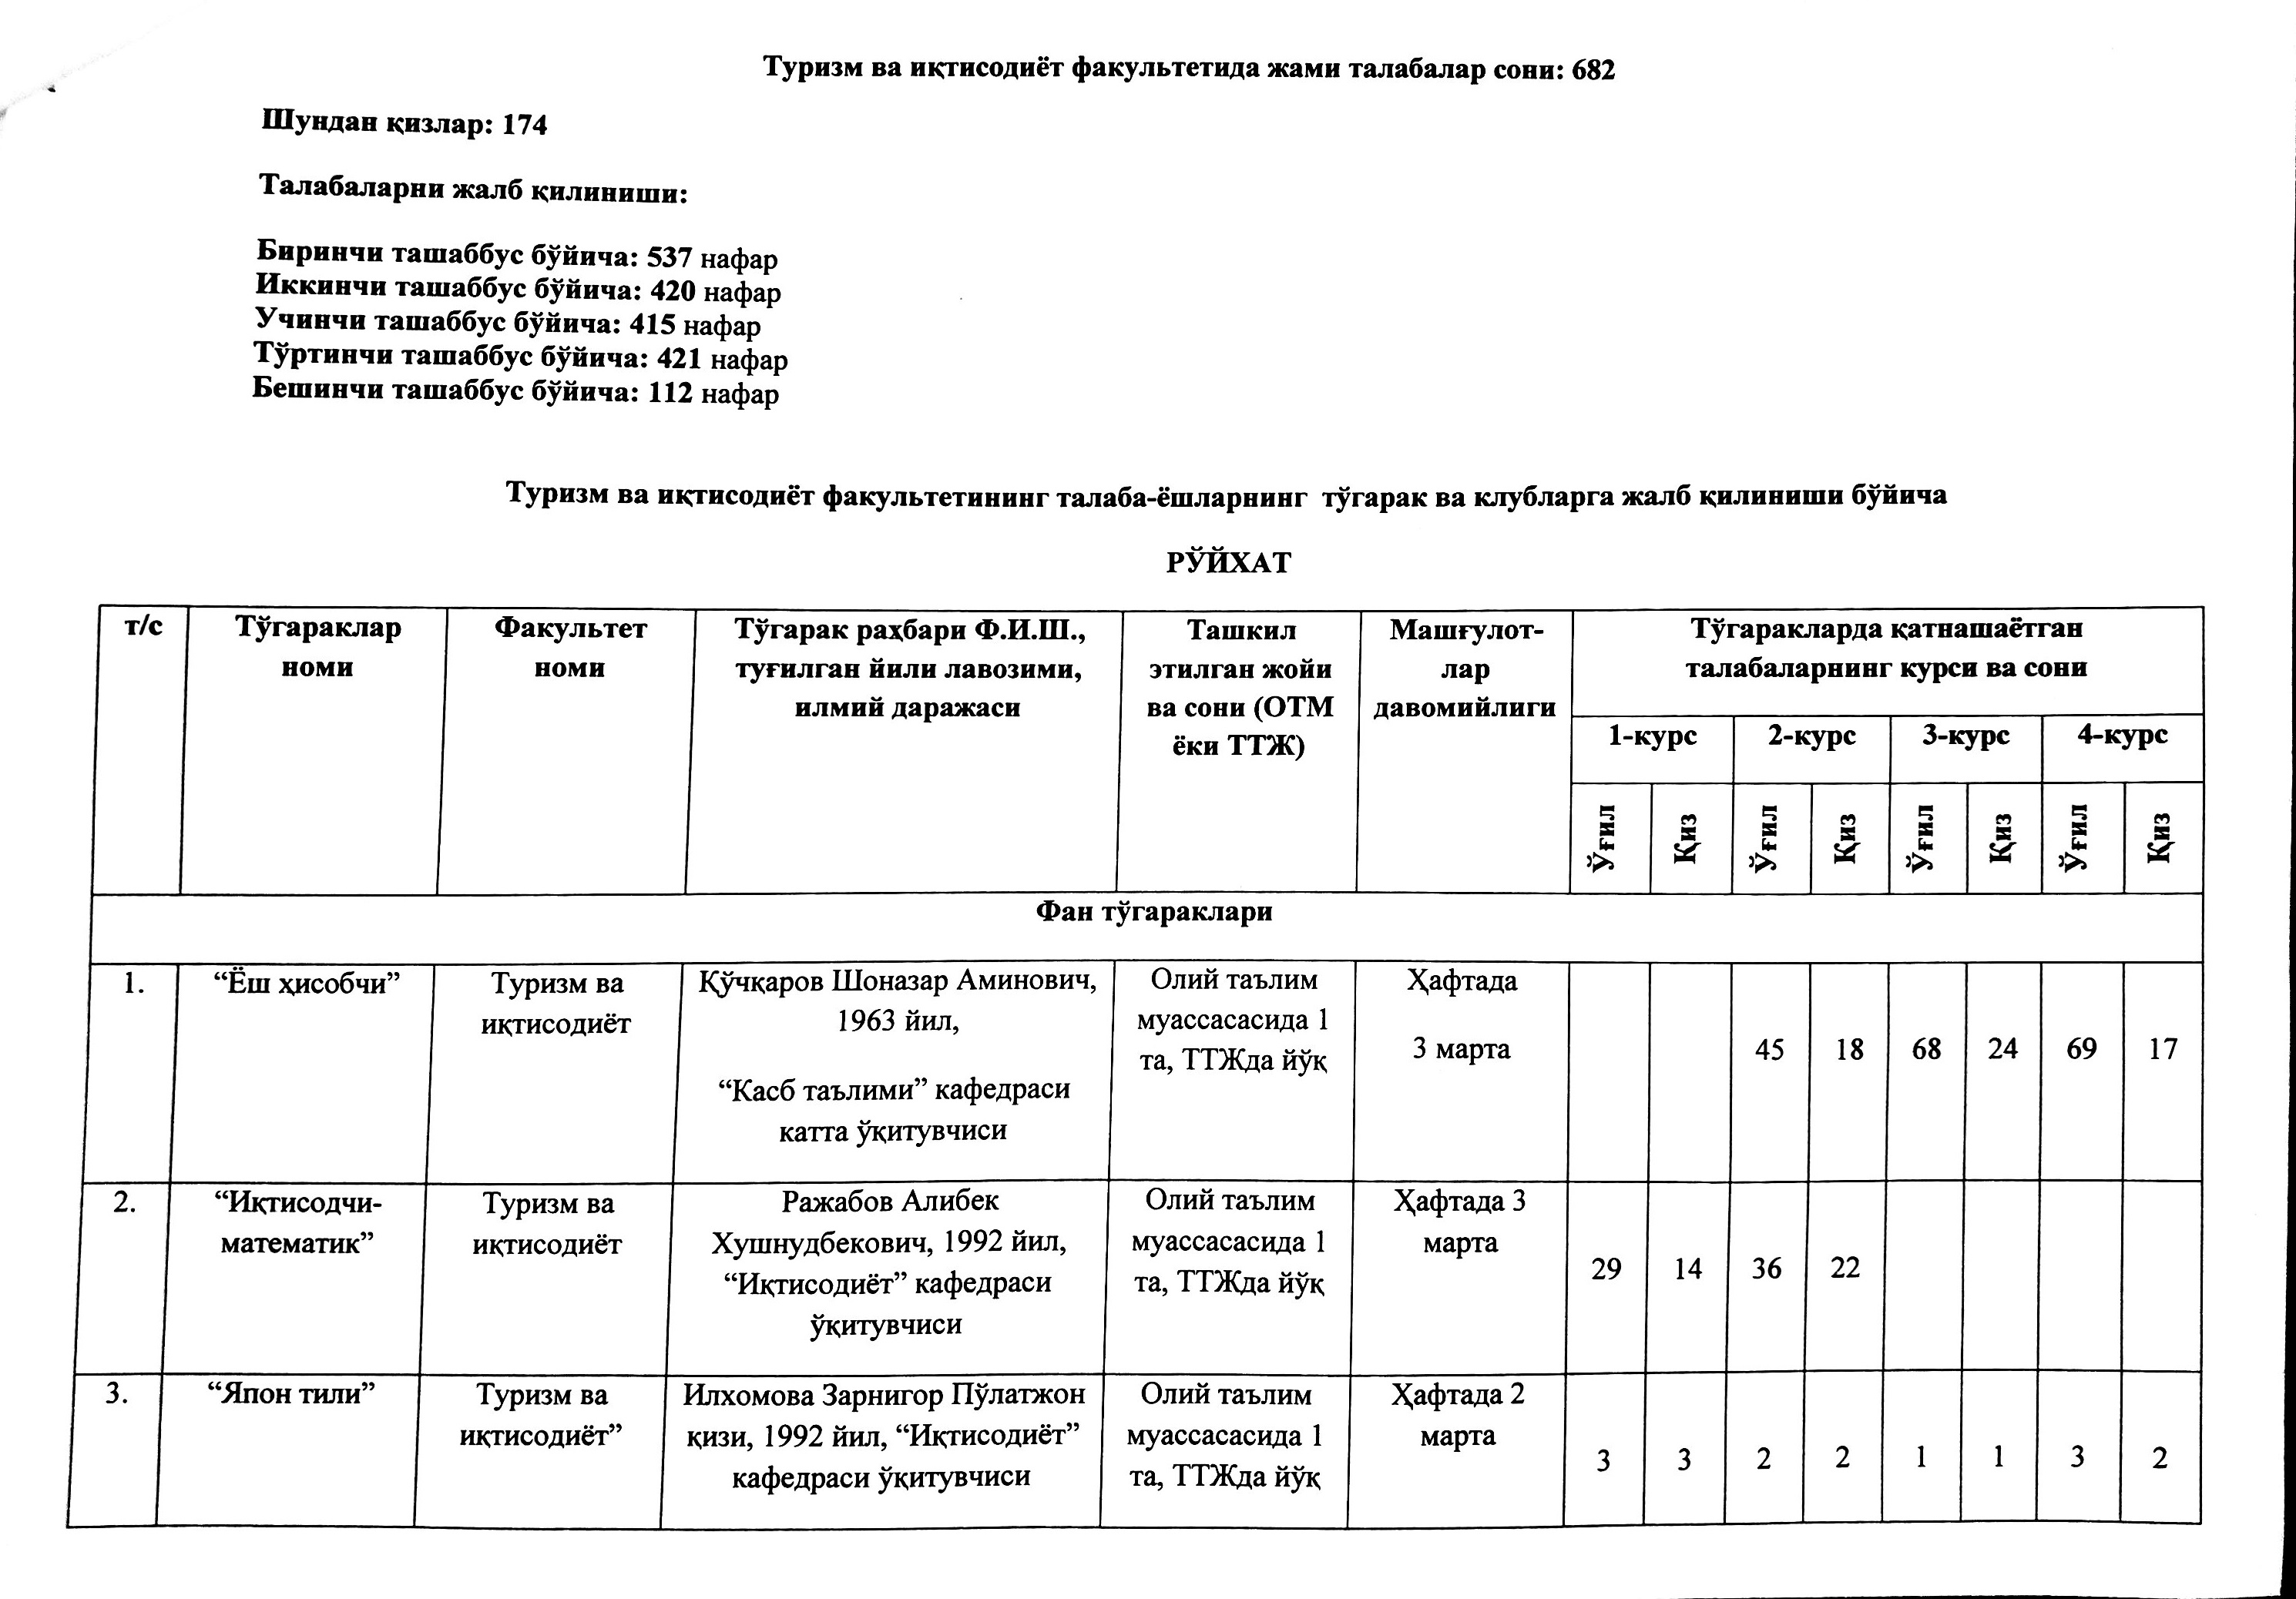 Туризм ва иқтисодиёт факультетида жами талабалар сони: 682
Шундан қизлар: 174
Талабаларни жалб қилиниши:
Биринчи ташаббус бўйича: 537 нафар
Иккинчи ташаббус бўйича: 420 нафар
Учинчи ташаббус бўйича: 415 нафар
Тўртинчи ташаббус бўйича: 421 нафар
Бешинчи ташаббус бўйича: 112 нафар
Туризм ва иқтисодиёт факультетининг талаба-ёшларнинг тўгарак ва клубларга жалб қилиниши бўйича
РЎЙХАТ
т/с
Тўгараклар
номи
Факультет
номи
Тўгарак раҳбари Ф.И.Ш.,
туғилган йили лавозими,
илмий даражаси
Ташкил
этилган жойи
ва сони (ОТМ
ёки ТТЖ)
Машғулот-
лар
давомийлиги
Тўгаракларда қатнашаётган
талабаларнинг курси ва сони
1-курс
2-курс
3-курс
4-курс
Ўғил
Қиз
Ўғил
Қиз
Ўғил
Қиз
Ўғил
Қиз
Фан тўгараклари
1.
“Ёш ҳисобчи”
Туризм ва
иқтисодиёт
Қўчқаров Шоназар Аминович,
1963 йил,
“Касб таълими” кафедраси
катта ўқитувчиси
Олий таълим
муассасасида 1
та, ТТЖда йўқ
Ҳафтада
3 марта
45
18
68
24
69
17
2.
“Иқтисодчи-
математик”
Туризм ва
иқтисодиёт
Ражабов Алибек
Хушнудбекович, 1992 йил,
“Иқтисодиёт” кафедраси
ўқитувчиси
Олий таълим
муассасасида 1
та, ТТЖда йўқ
Ҳафтада 3
марта
29
14
36
22
3.
“Япон тили”
Туризм ва
иқтисодиёт”
Илхомова Зарнигор Пўлатжон
қизи, 1992 йил, “Иқтисодиёт”
кафедраси ўқитувчиси
Олий таълим
муассасасида 1
та, ТТЖда йўқ
Ҳафтада 2
марта
3
3
2
2
1
1
3
2